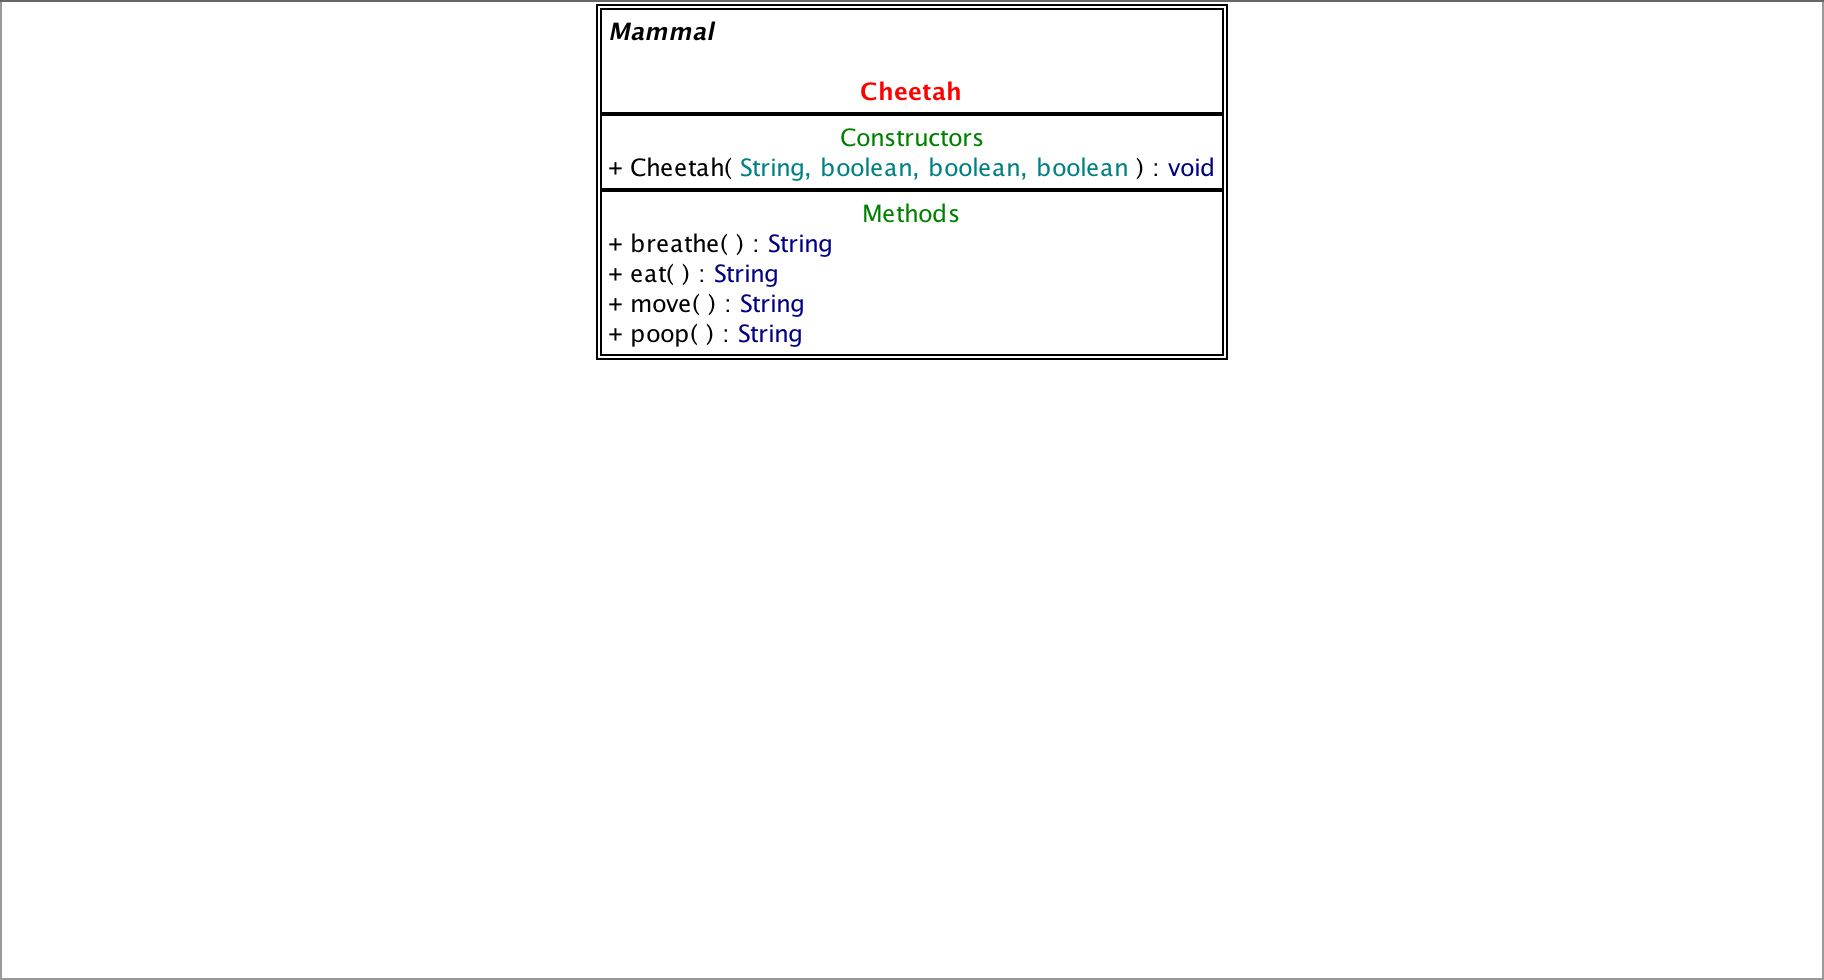 Mammal
Cheetah
Constructors
+ Cheetah( String, boolean, boolean, boolean ) : void
Methods
+ breathe( ) : String
+ eat( ) : String
+ move( ) : String
+ poop( ) : String